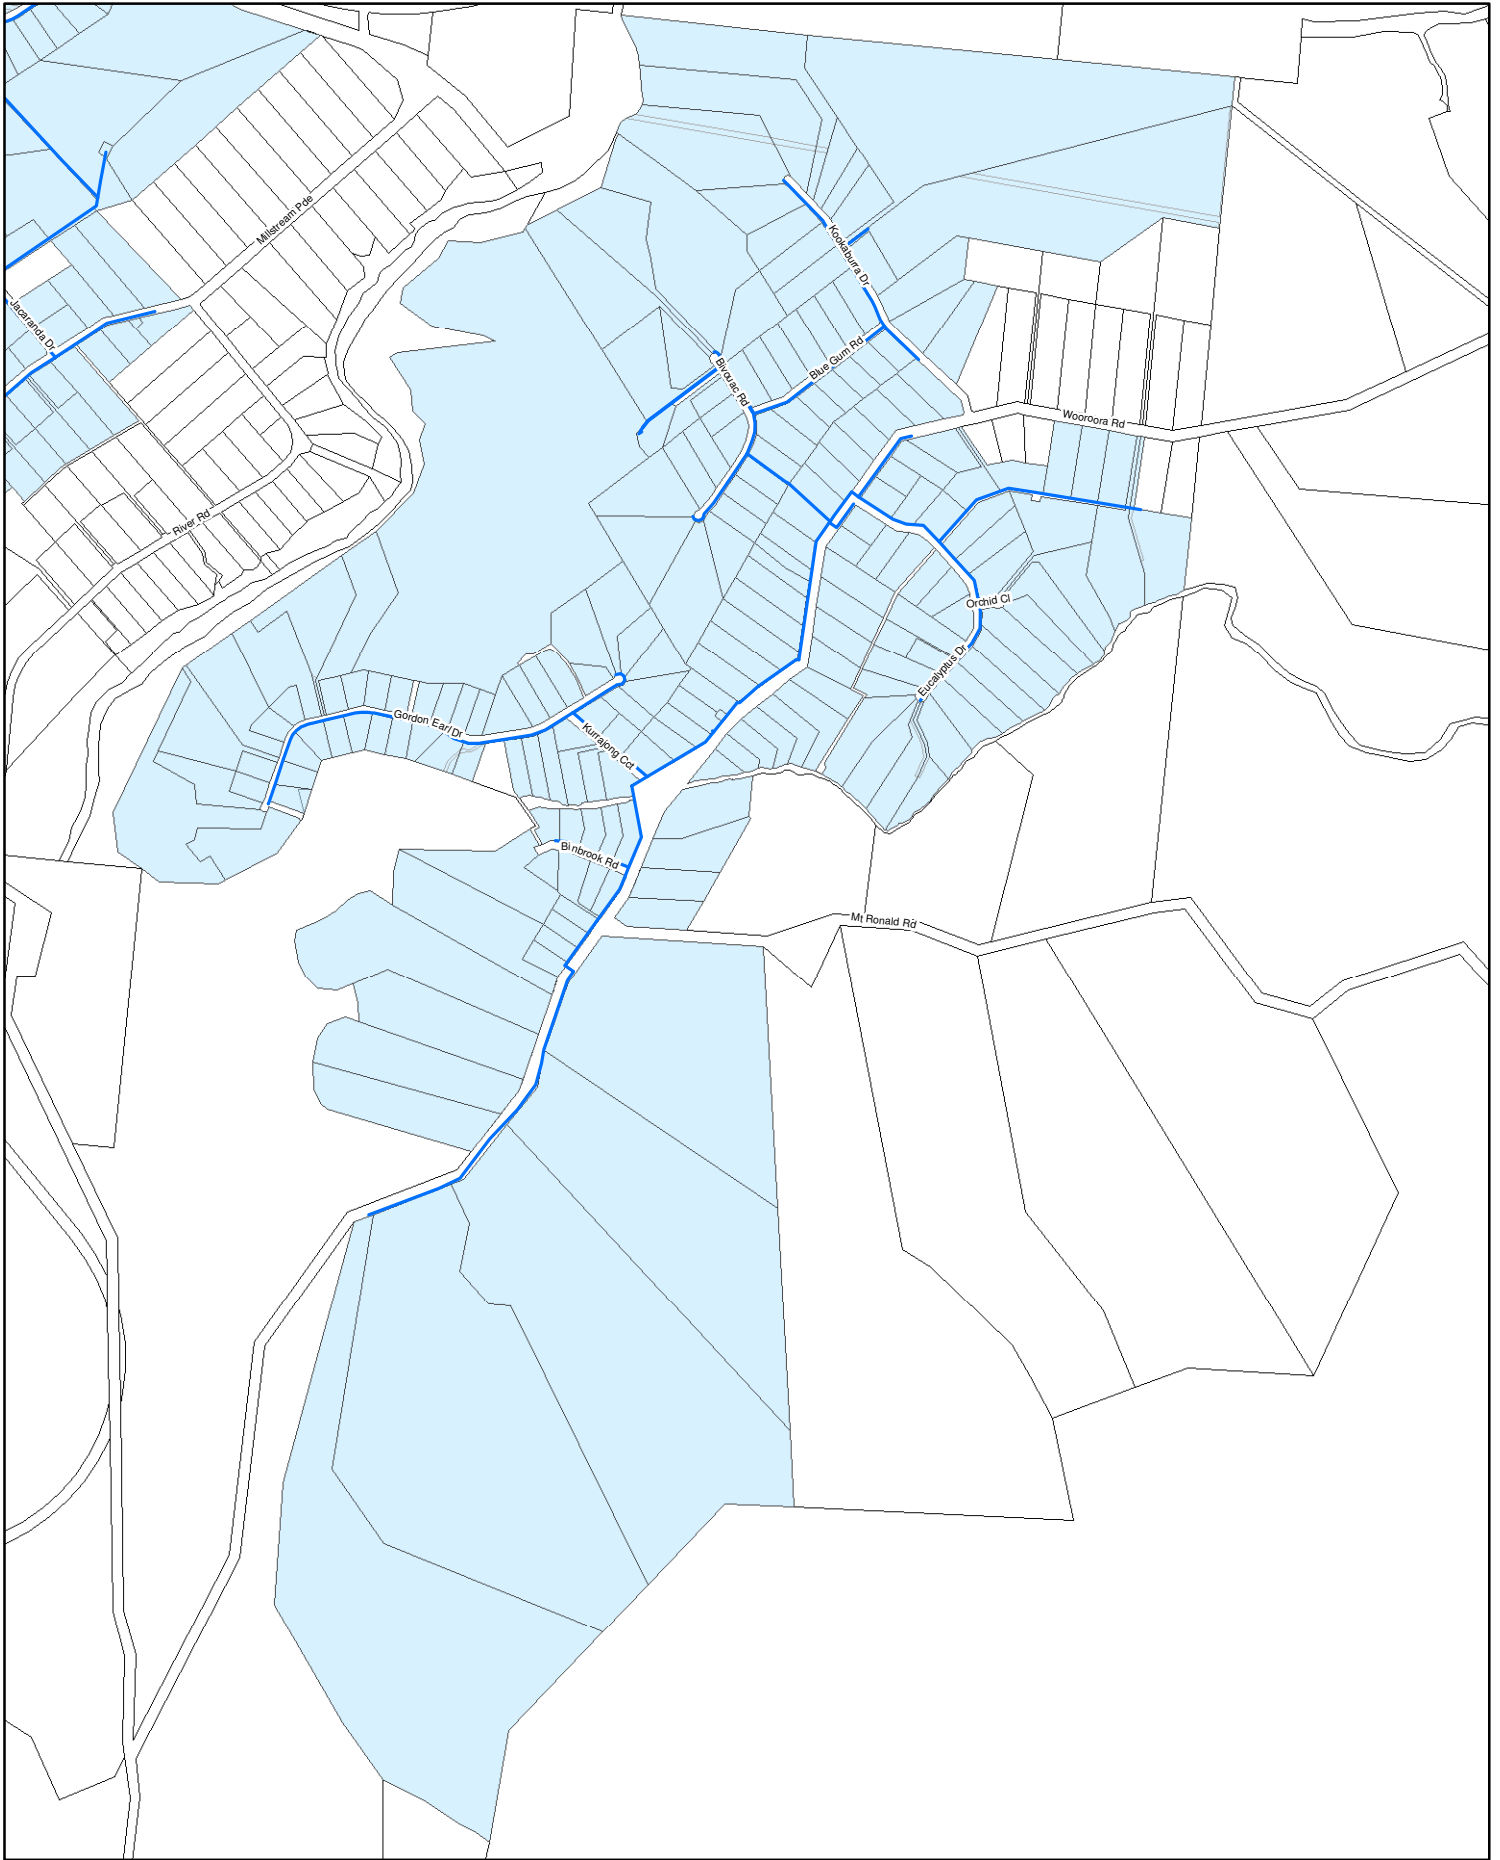 Millstream Pde
Kookaburra Dr
Jacaranda Dr
Blue Gum Rd
Bivouac Rd
Wooroora Rd
River Rd
Orchid Cl
Eucalyptus Dr
Gordon Earl Dr
Kurrajong Cct
Binbrook Rd
Mt Ronald Rd